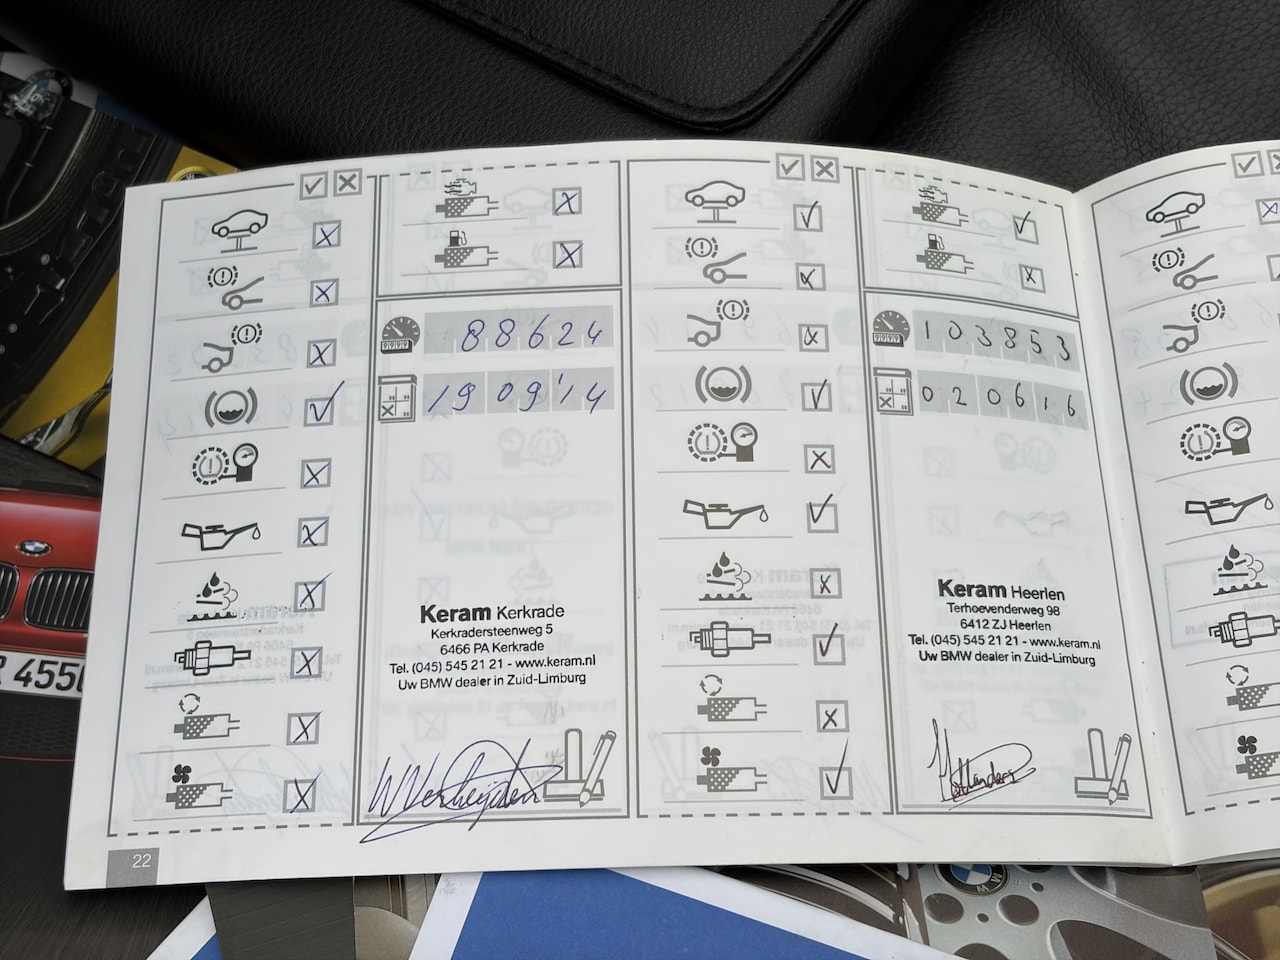 88624
19 09'14
Keram Kerkrade
Kerkradersteenweg 5
6466 PA Kerkrade
Tel. (045) 545 21 21 - www.keram.nl
Uw BMW dealer in Zuid-Limburg
22
103853
020616
Keram Heerlen
Terhoevenderweg 98
6412 ZJ Heerlen
Tel. (045) 545 21 21 - www.keram.nl
Uw BMW dealer in Zuid-Limburg
BMW